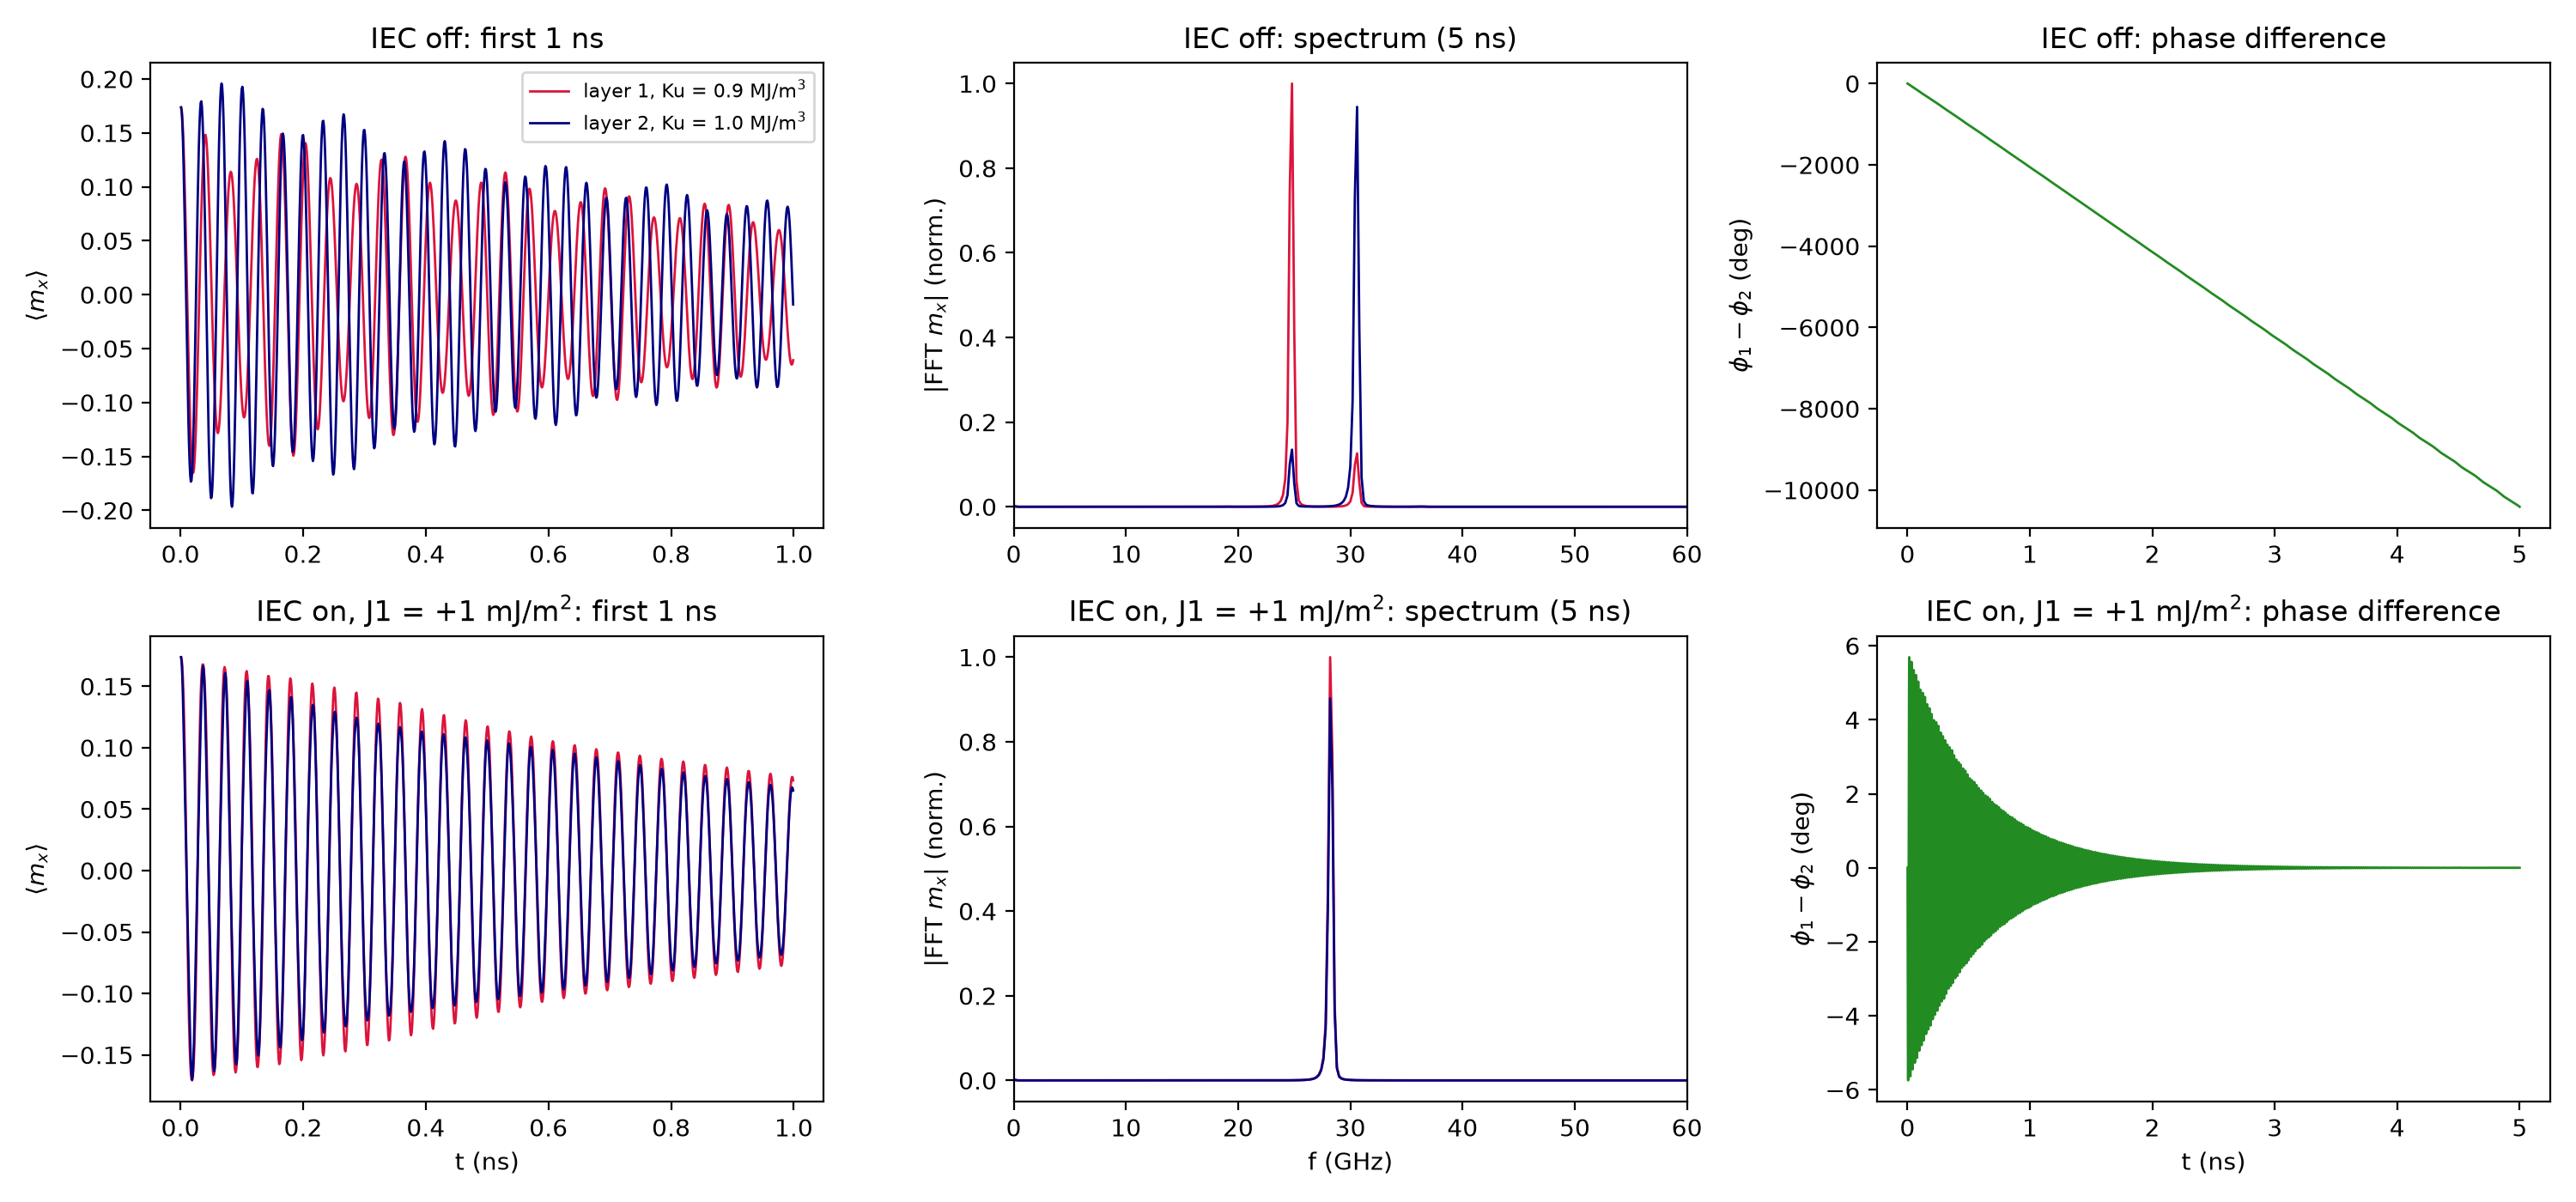 IEC off: first 1 ns
0.20
0.15
0.10
0.05
0.00
−0.05
−0.10
−0.15
−0.20
⟨mₓ⟩
layer 1, Ku = 0.9 MJ/m³
layer 2, Ku = 1.0 MJ/m³
0.0 0.2 0.4 0.6 0.8 1.0
IEC off: spectrum (5 ns)
1.0
0.8
0.6
0.4
0.2
0.0
|FFT mₓ| (norm.)
0 10 20 30 40 50 60
IEC off: phase difference
0
−2000
−4000
−6000
−8000
−10000
ϕ₁ − ϕ₂ (deg)
0 1 2 3 4 5
IEC on, J1 = +1 mJ/m²: first 1 ns
0.15
0.10
0.05
0.00
−0.05
−0.10
−0.15
⟨mₓ⟩
0.0 0.2 0.4 0.6 0.8 1.0
t (ns)
IEC on, J1 = +1 mJ/m²: spectrum (5 ns)
1.0
0.8
0.6
0.4
0.2
0.0
|FFT mₓ| (norm.)
0 10 20 30 40 50 60
f (GHz)
IEC on, J1 = +1 mJ/m²: phase difference
6
4
2
0
−2
−4
−6
ϕ₁ − ϕ₂ (deg)
0 1 2 3 4 5
t (ns)